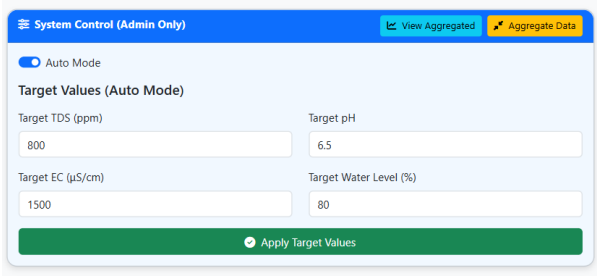 System Control (Admin Only)
View Aggregated
Aggregate Data
Auto Mode
Target Values (Auto Mode)
Target TDS (ppm)
Target pH
800
6.5
Target EC (µS/cm)
Target Water Level (%)
1500
80
Apply Target Values